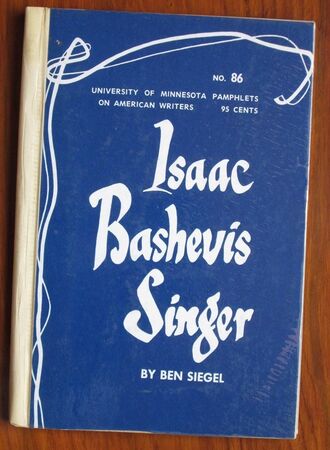 NO. 86
UNIVERSITY OF MINNESOTA PAMPHLETS
ON AMERICAN WRITERS 95 CENTS
Isaac
Bashevis
Singer
BY BEN SIEGEL